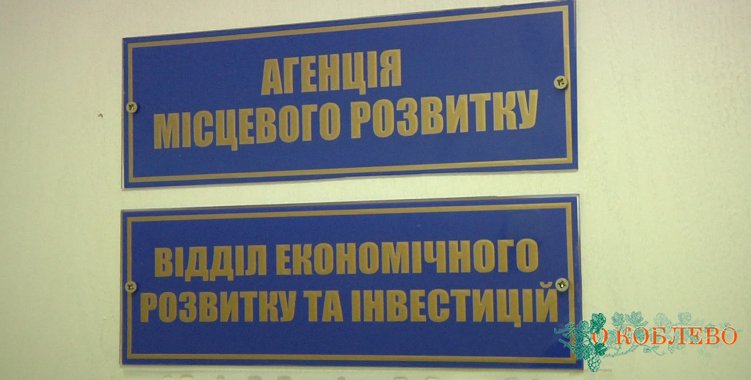 АГЕНЦІЯ
МІСЦЕВОГО РОЗВИТКУ
ВІДДІЛ ЕКОНОМІЧНОГО
РОЗВИТКУ ТА ІНВЕСТИЦІЙ
О КОБЛЕВО